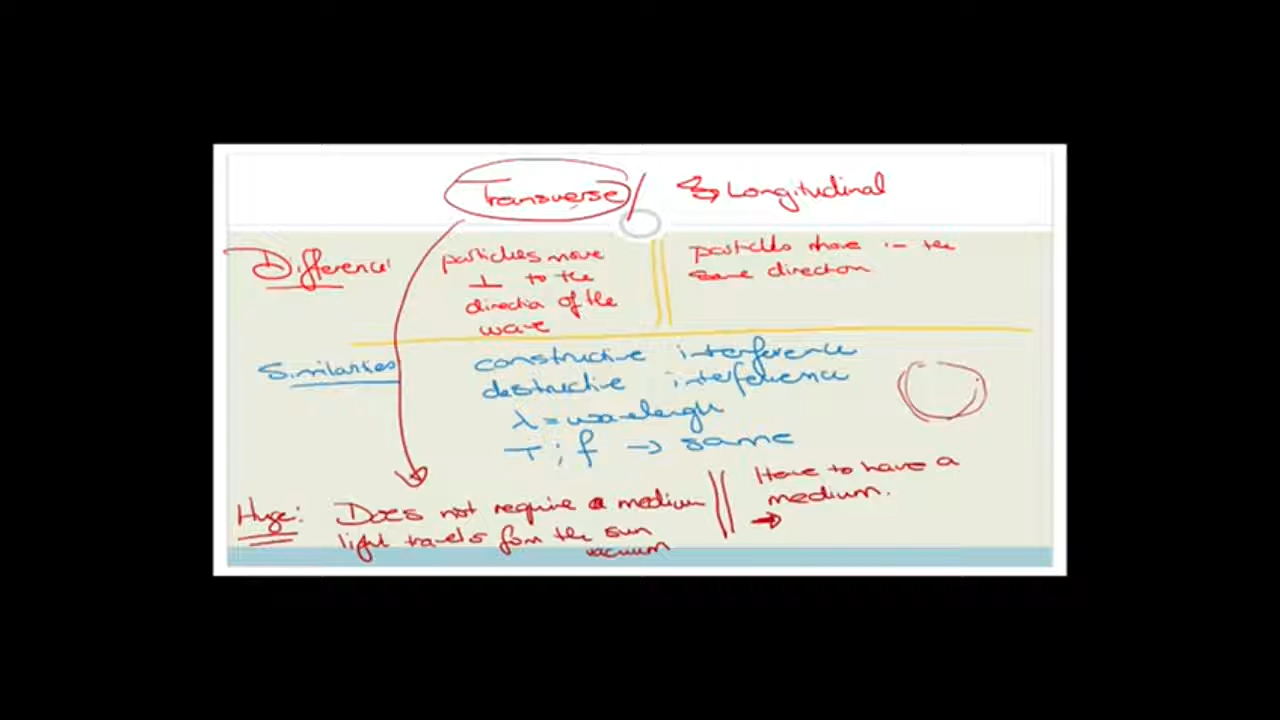 Transverse / ↔ Longitudinal
Difference:
particles move
⊥ to the
direction of the
wave
particles move in the
same direction
Similarities
constructive interference
destructive interference
λ = wavelength
T ; f → same
Huge:
Does not require a medium
light travels from the sun
vacuum
Have to have a
medium.
→